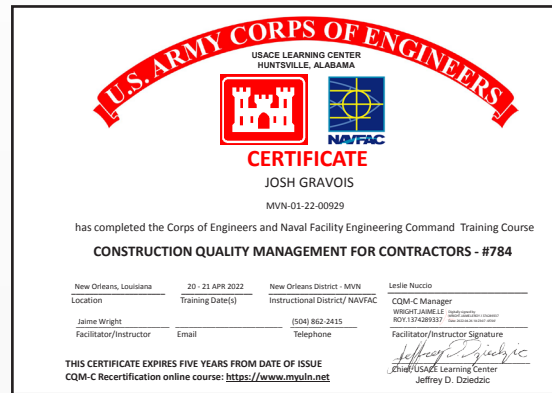 U.S. ARMY CORPS OF ENGINEERS
USACE LEARNING CENTER
HUNTSVILLE, ALABAMA
NAVFAC
CERTIFICATE
JOSH GRAVOIS
MVN-01-22-00929
has completed the Corps of Engineers and Naval Facility Engineering Command Training Course
CONSTRUCTION QUALITY MANAGEMENT FOR CONTRACTORS - #784
New Orleans, Louisiana 20 - 21 APR 2022 New Orleans District - MVN Leslie Nuccio
Location Training Date(s) Instructional District/ NAVFAC CQM-C Manager
WRIGHT.JAIME.LE
ROY.1374289337
Jaime Wright (504) 862-2415
Facilitator/Instructor Email Telephone Facilitator/Instructor Signature
Jeffrey D. Dziedzic
THIS CERTIFICATE EXPIRES FIVE YEARS FROM DATE OF ISSUE
Chief, USACE Learning Center
CQM-C Recertification online course: https://www.myuln.net
Jeffrey D. Dziedzic